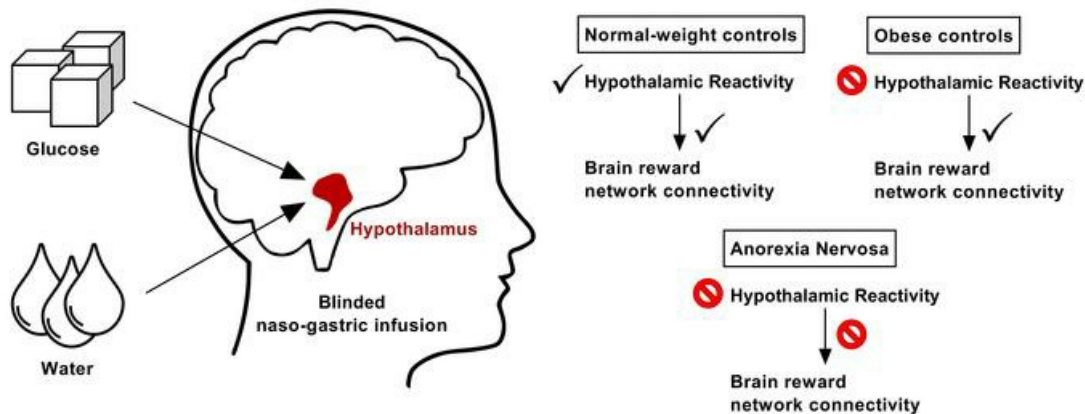 Glucose
Water
Hypothalamus
Blinded
naso-gastric infusion
Normal-weight controls
Hypothalamic Reactivity
Brain reward
network connectivity
Obese controls
Hypothalamic Reactivity
Brain reward
network connectivity
Anorexia Nervosa
Hypothalamic Reactivity
Brain reward
network connectivity